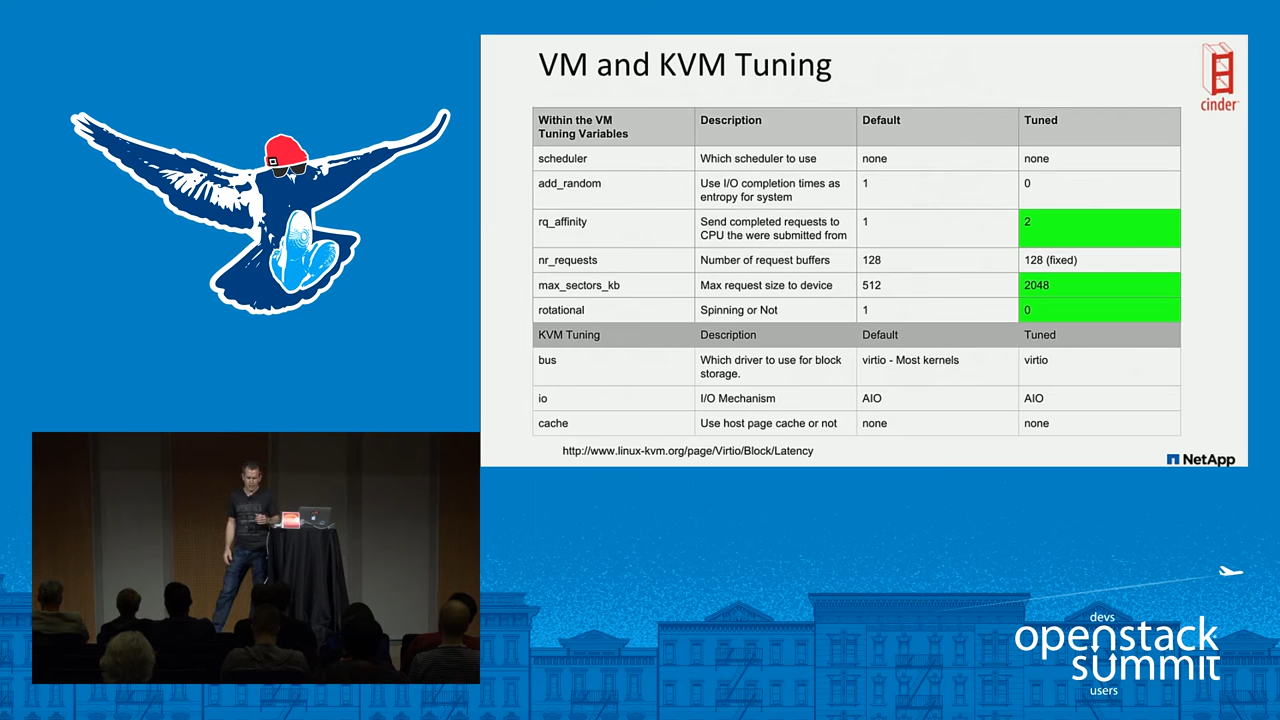 VM and KVM Tuning
cinder
Within the VM
Tuning Variables
Description
Default
Tuned
scheduler
Which scheduler to use
none
none
add_random
Use I/O completion times as
entropy for system
1
0
rq_affinity
Send completed requests to
CPU the were submitted from
1
2
nr_requests
Number of request buffers
128
128 (fixed)
max_sectors_kb
Max request size to device
512
2048
rotational
Spinning or Not
1
0
KVM Tuning
Description
Default
Tuned
bus
Which driver to use for block
storage.
virtio - Most kernels
virtio
io
I/O Mechanism
AIO
AIO
cache
Use host page cache or not
none
none
http://www.linux-kvm.org/page/Virtio/Block/Latency
NetApp
devs
openstack
summit
users